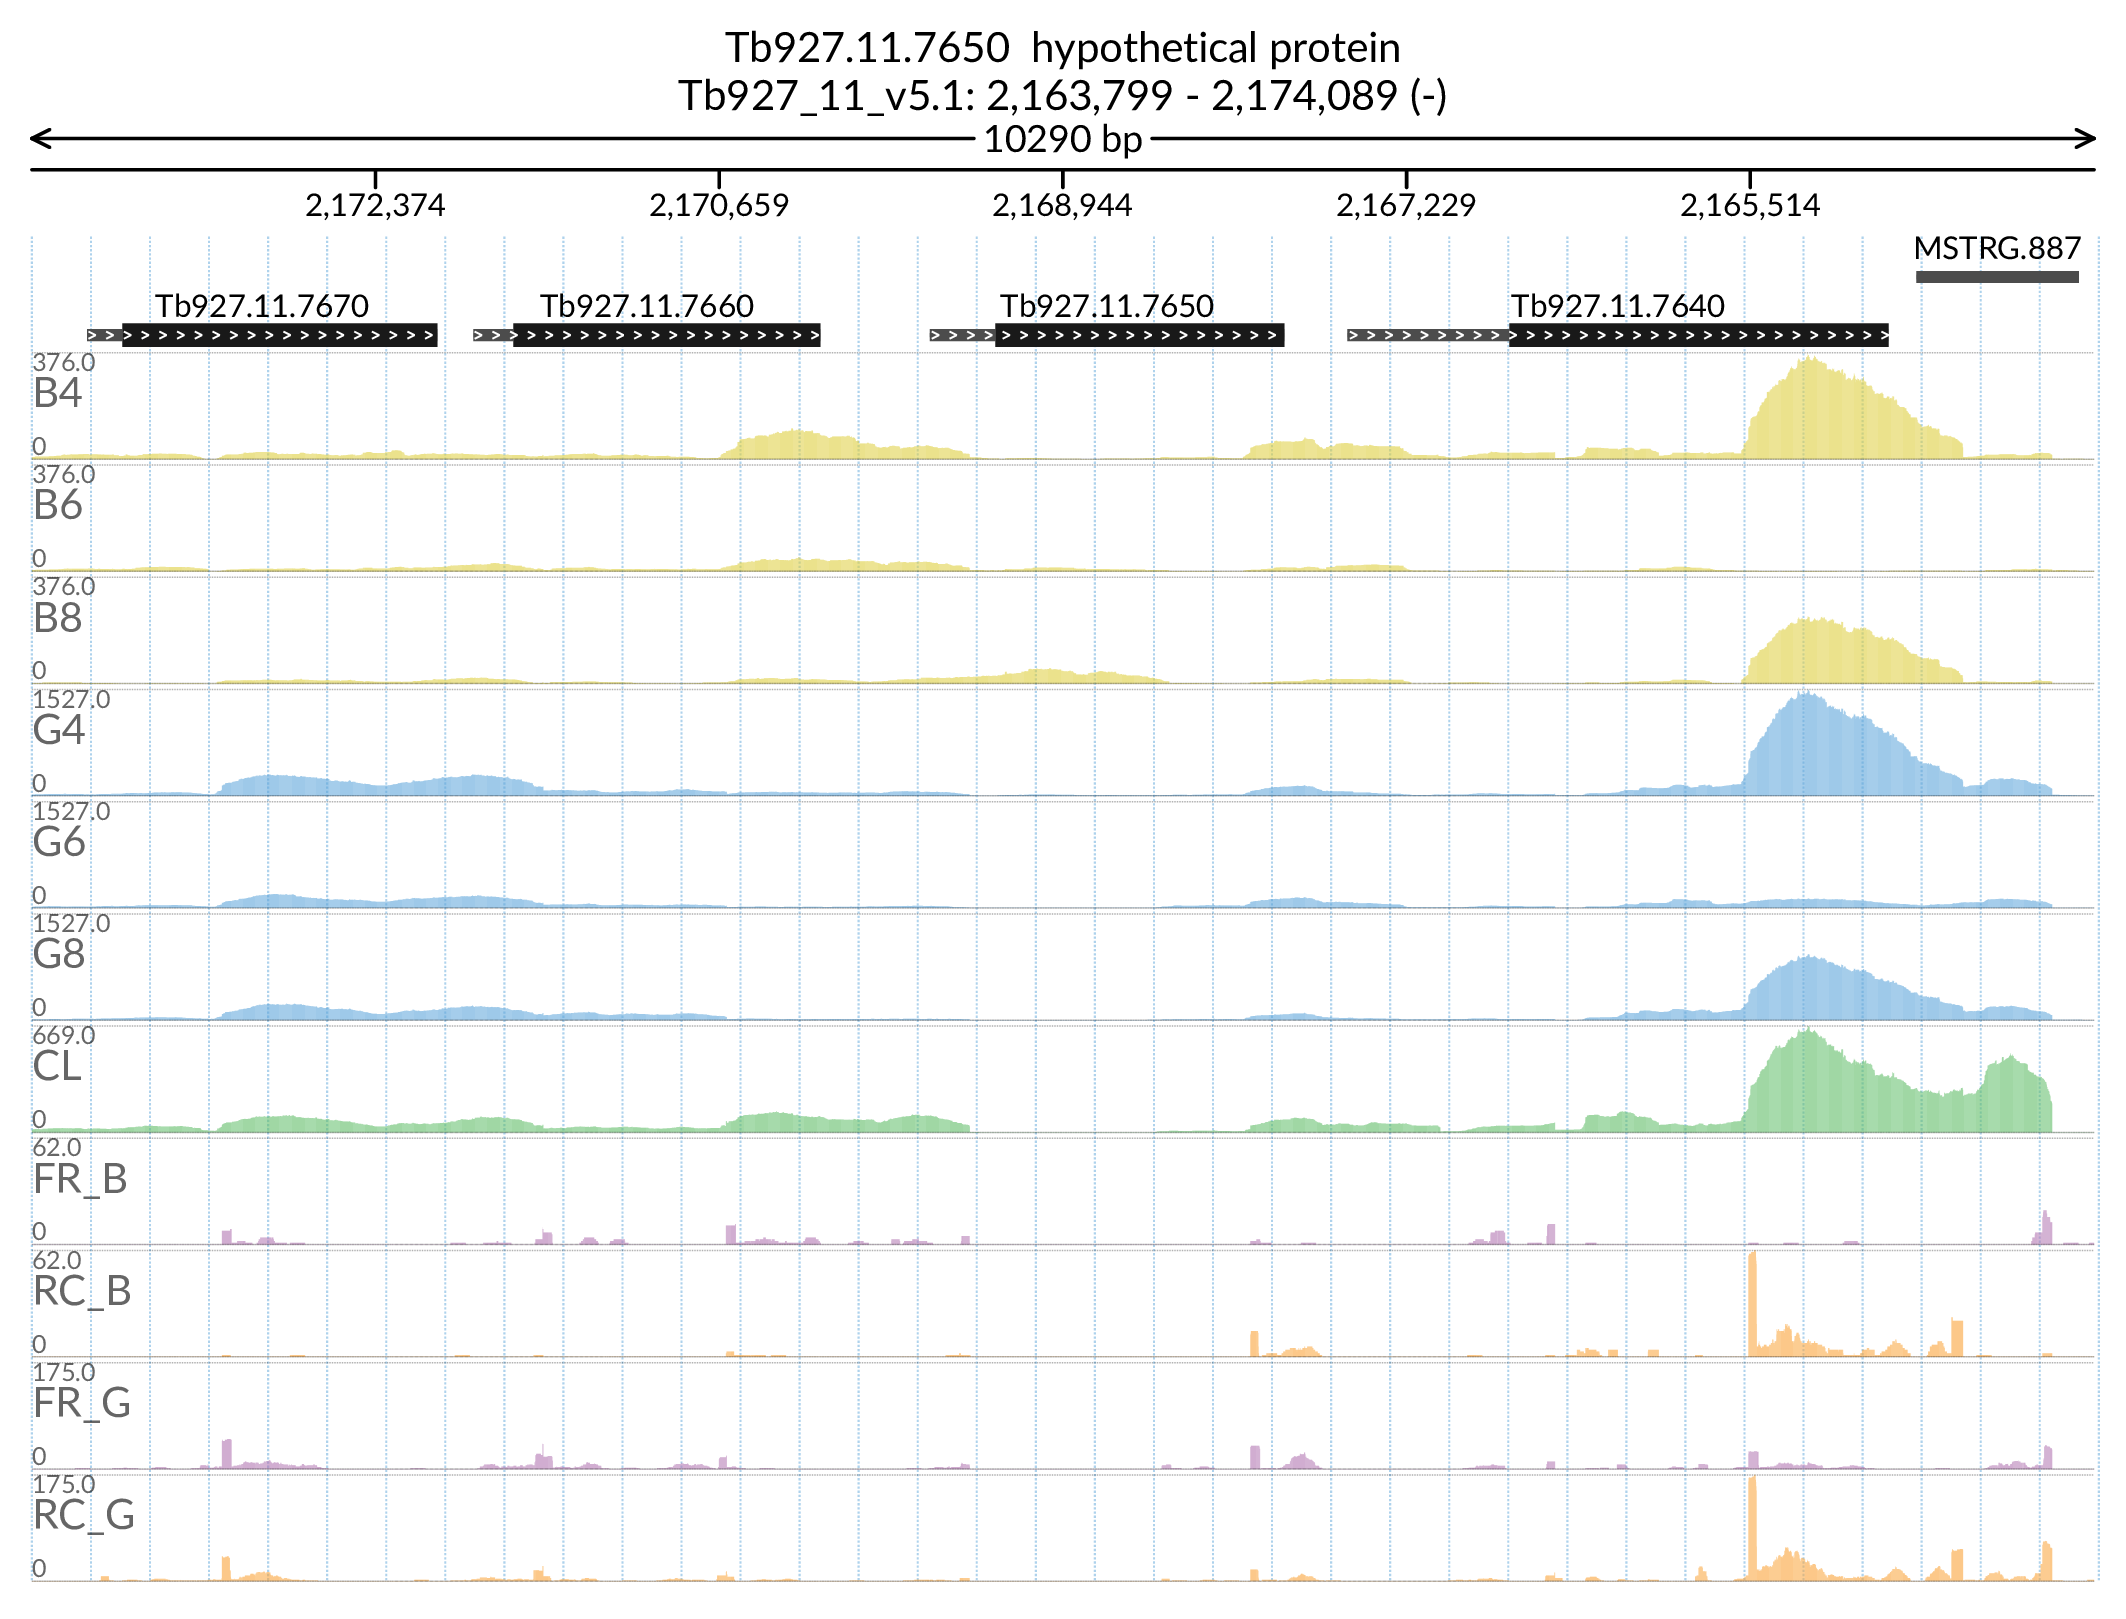 Tb927.11.7650  hypothetical protein
Tb927_11_v5.1: 2,163,799 - 2,174,089 (-)
10290 bp
2,172,374 2,170,659 2,168,944 2,167,229 2,165,514
MSTRG.887
Tb927.11.7670 Tb927.11.7660 Tb927.11.7650 Tb927.11.7640
376.0
B4
0
376.0
B6
0
376.0
B8
0
1527.0
G4
0
1527.0
G6
0
1527.0
G8
0
669.0
CL
0
62.0
FR_B
0
62.0
RC_B
0
175.0
FR_G
0
175.0
RC_G
0